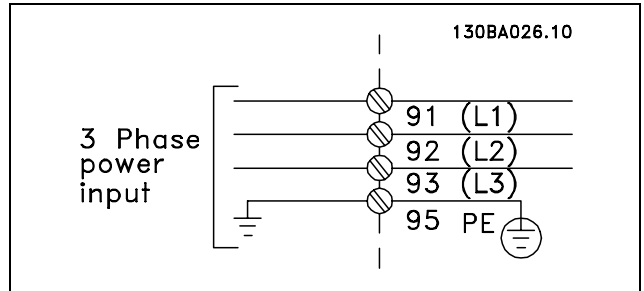 130BA026.10
91 (L1)
3 Phase
power
input
92 (L2)
93 (L3)
95 PE